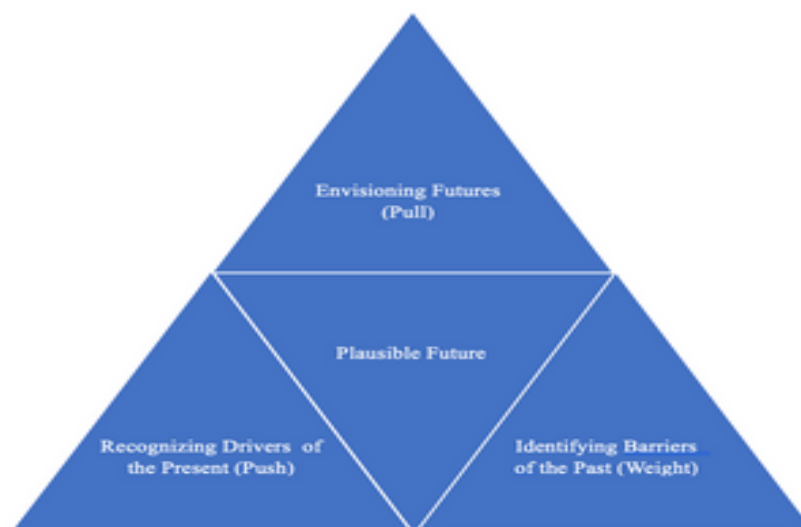 Envisioning Futures
(Pull)
Plausible Future
Recognizing Drivers of
the Present (Push)
Identifying Barriers
of the Past (Weight)